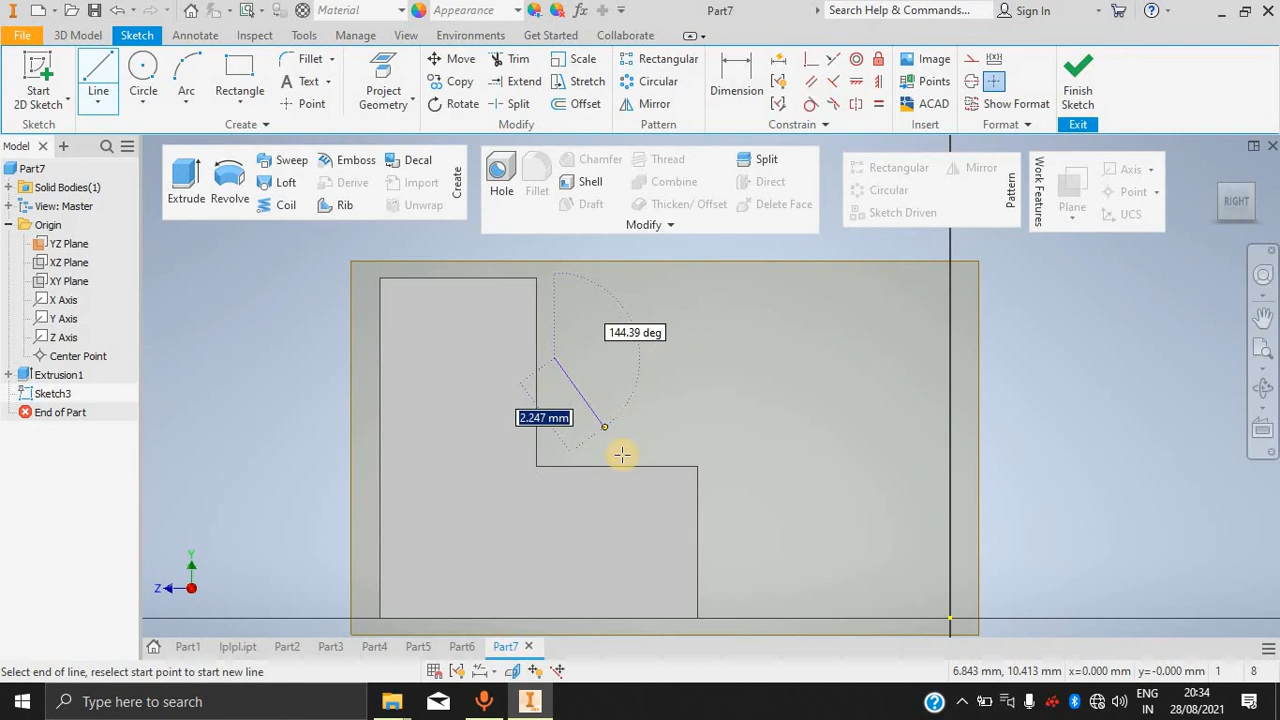 Material
Appearance
fx
Part7
Search Help & Commands...
Sign In
File
3D Model
Sketch
Annotate
Inspect
Tools
Manage
View
Environments
Get Started
Collaborate
Start
2D Sketch
Line
Circle
Arc
Rectangle
Fillet
Text
Point
Project
Geometry
Move
Copy
Rotate
Trim
Extend
Split
Scale
Stretch
Offset
Rectangular
Circular
Mirror
Dimension
Image
Points
ACAD
Show Format
Finish
Sketch
Sketch
Create
Modify
Pattern
Constrain
Insert
Format
Exit
Model
Part7
Solid Bodies(1)
View: Master
Origin
YZ Plane
XZ Plane
XY Plane
X Axis
Y Axis
Z Axis
Center Point
Extrusion1
Sketch3
End of Part
Extrude
Revolve
Sweep
Loft
Coil
Emboss
Derive
Rib
Decal
Import
Unwrap
Create
Hole
Fillet
Chamfer
Shell
Draft
Thread
Combine
Thicken/ Offset
Split
Direct
Delete Face
Modify
Rectangular
Mirror
Circular
Sketch Driven
Pattern
Work Features
Plane
Axis
Point
UCS
RIGHT
144.39 deg
2.247 mm
Y
Z
Part1
lplpl.ipt
Part2
Part3
Part4
Part5
Part6
Part7
Select end of line, reselect start point to start new line
6.843 mm, 10.413 mm
x=0.000 mm
y=-0.000 mm
1
8
Type here to search
ENG
IN
20:34
28/08/2021